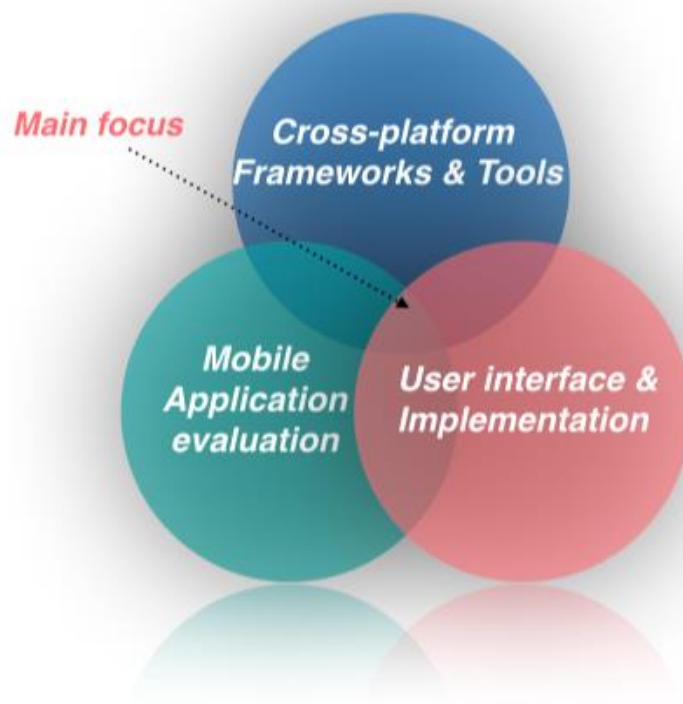 Main focus
Cross-platform
Frameworks & Tools
Mobile
Application
evaluation
User interface &
Implementation